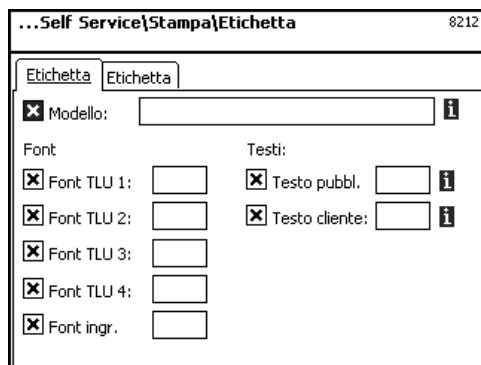 ...Self Service\Stampa\Etichetta 8212
Etichetta Etichetta
Modello:
Font Testi:
Font TLU 1: Testo pubbl.
Font TLU 2: Testo cliente:
Font TLU 3:
Font TLU 4:
Font ingr.